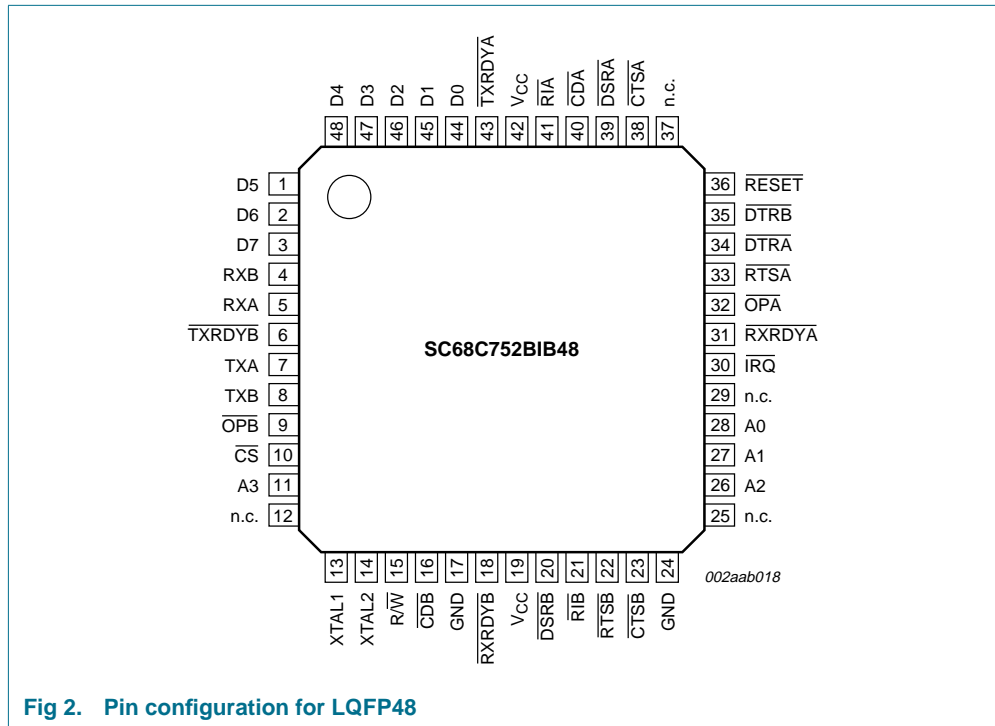 D4 D3 D2 D1 D0 TXRDYA VCC RIA CDA DSRA CTSA n.c.
48 47 46 45 44 43 42 41 40 39 38 37
D5 1 36 RESET
D6 2 35 DTRB
D7 3 34 DTRA
RXB 4 33 RTSA
RXA 5 32 OPA
TXRDYB 6 31 RXRDYA
SC68C752BIB48
TXA 7 30 IRQ
TXB 8 29 n.c.
OPB 9 28 A0
CS 10 27 A1
A3 11 26 A2
n.c. 12 25 n.c.
13 14 15 16 17 18 19 20 21 22 23 24
002aab018
XTAL1 XTAL2 R/W CDB GND RXRDYB VCC DSRB RIB RTSB CTSB GND
Fig 2. Pin configuration for LQFP48